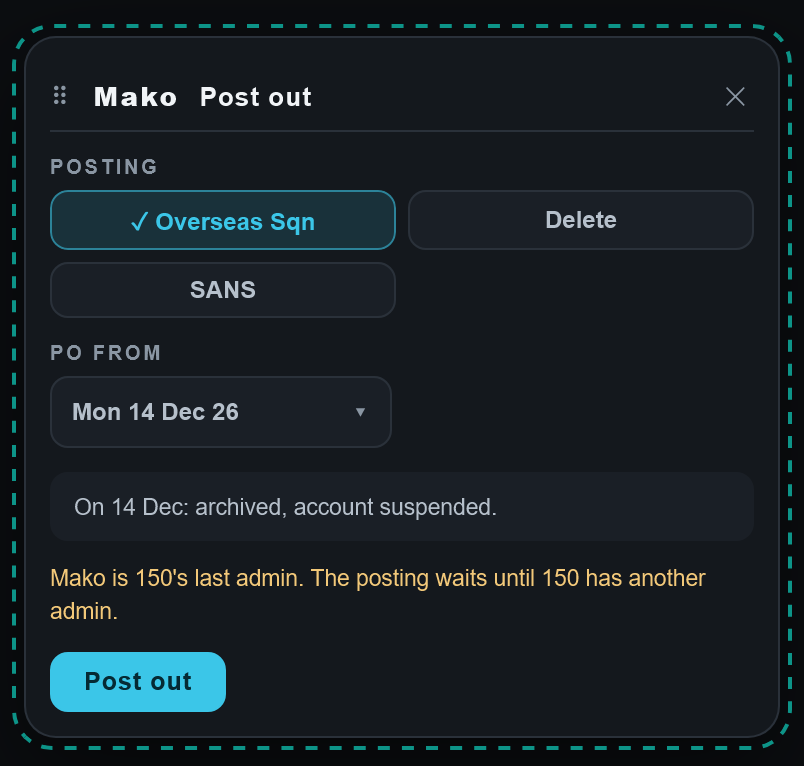 Mako Post out
POSTING
✓ Overseas Sqn
Delete
SANS
PO FROM
Mon 14 Dec 26
On 14 Dec: archived, account suspended.
Mako is 150's last admin. The posting waits until 150 has another
admin.
Post out